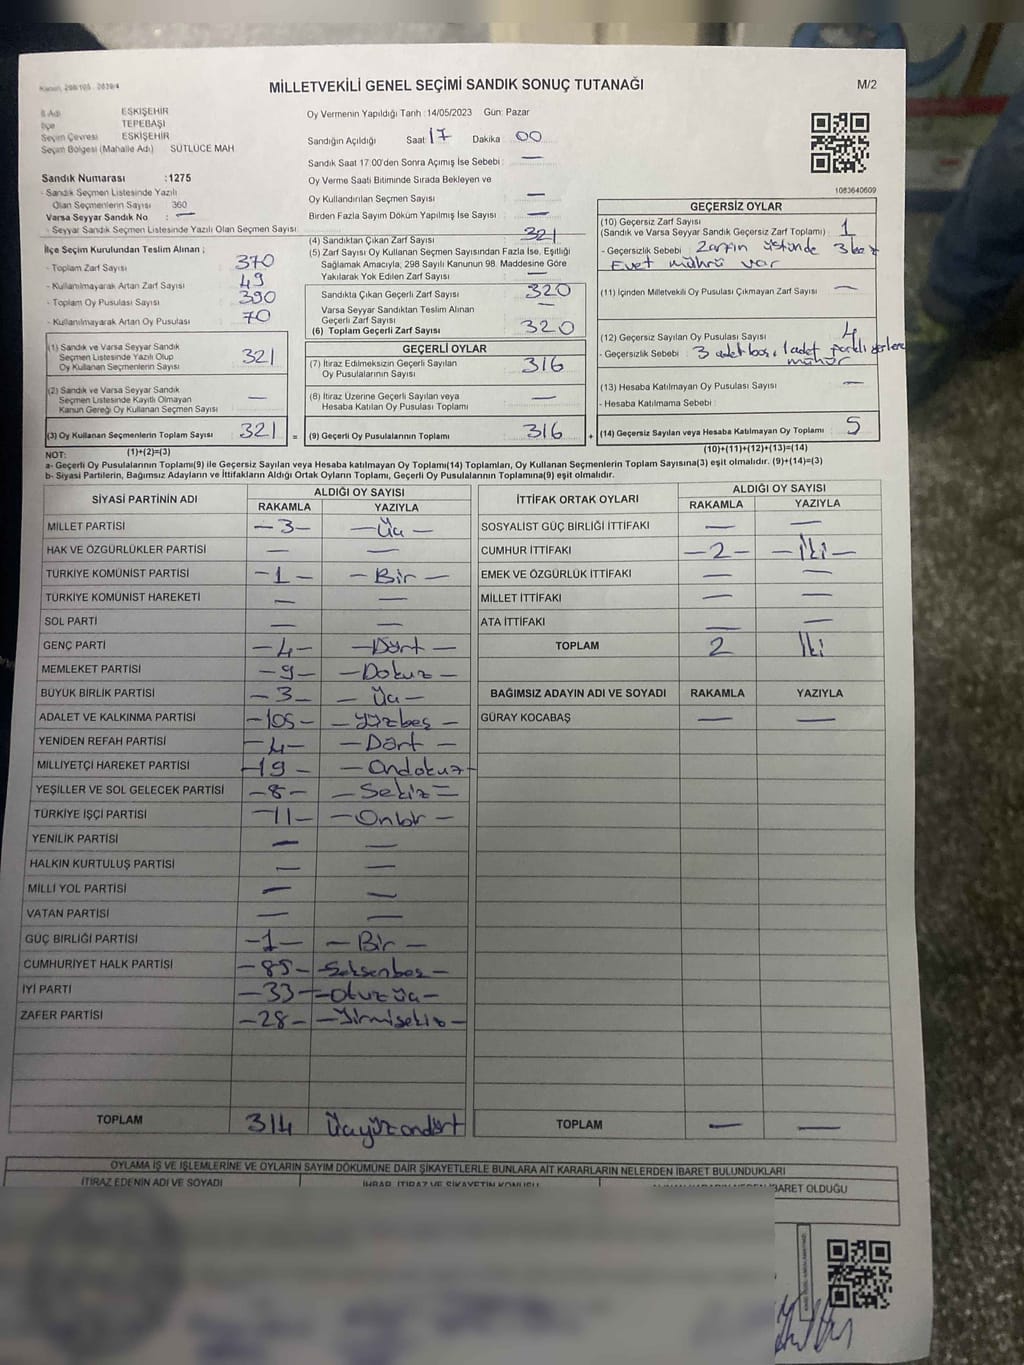 MİLLETVEKİLİ GENEL SEÇİMİ SANDIK SONUÇ TUTANAĞI
M/2
İl Adı : ESKİŞEHİR
İlçe : TEPEBAŞI
Seçim Çevresi : ESKİŞEHİR
Seçim Bölgesi (Mahalle Adı) : SÜTLÜCE MAH
Sandık Numarası : 1275
- Sandık Seçmen Listesinde Yazılı
Olan Seçmenlerin Sayısı : 360
Varsa Seyyar Sandık No : —
- Seyyar Sandık Seçmen Listesinde Yazılı Olan Seçmen Sayısı :
İlçe Seçim Kurulundan Teslim Alınan ;
- Toplam Zarf Sayısı : 370
- Kullanılmayarak Artan Zarf Sayısı : 49
- Toplam Oy Pusulası Sayısı : 390
- Kullanılmayarak Artan Oy Pusulası : 70
(1) Sandık ve Varsa Seyyar Sandık
Seçmen Listesinde Yazılı Olup
Oy Kullanan Seçmenlerin Sayısı : 321
(2) Sandık ve Varsa Seyyar Sandık
Seçmen Listesinde Kayıtlı Olmayan
Kanun Gereği Oy Kullanan Seçmen Sayısı : —
(3) Oy Kullanan Seçmenlerin Toplam Sayısı : 321
(1)+(2)=(3)
Oy Vermenin Yapıldığı Tarih : 14/05/2023 Gün: Pazar
Sandığın Açıldığı Saat : 17 Dakika : 00
Sandık Saat 17:00'den Sonra Açımış İse Sebebi : —
Oy Verme Saati Bitiminde Sırada Bekleyen ve
Oy Kullandırılan Seçmen Sayısı : —
Birden Fazla Sayım Döküm Yapılmış İse Sayısı : —
(4) Sandıktan Çıkan Zarf Sayısı : 321
(5) Zarf Sayısı Oy Kullanan Seçmen Sayısından Fazla İse, Eşitliği
Sağlamak Amacıyla, 298 Sayılı Kanunun 98. Maddesine Göre
Yakılarak Yok Edilen Zarf Sayısı : —
Sandıkta Çıkan Geçerli Zarf Sayısı : 320
Varsa Seyyar Sandıktan Teslim Alınan
Geçerli Zarf Sayısı : —
(6) Toplam Geçerli Zarf Sayısı : 320
GEÇERLİ OYLAR
(7) İtiraz Edilmeksizin Geçerli Sayılan
Oy Pusulalarının Sayısı : 316
(8) İtiraz Üzerine Geçerli Sayılan veya
Hesaba Katılan Oy Pusulası Toplamı : —
= (9) Geçerli Oy Pusulalarının Toplamı : 316
1083640609
GEÇERSİZ OYLAR
(10) Geçersiz Zarf Sayısı
(Sandık ve Varsa Seyyar Sandık Geçersiz Zarf Toplamı) : 1
- Geçersizlik Sebebi : Zarfın üstünde 3 kez
Evet mührü var
(11) İçinden Milletvekili Oy Pusulası Çıkmayan Zarf Sayısı : —
(12) Geçersiz Sayılan Oy Pusulası Sayısı : 4
- Geçersizlik Sebebi : 3 adet boş, 1 adet farklı yerlere
mühür
(13) Hesaba Katılmayan Oy Pusulası Sayısı : —
- Hesaba Katılmama Sebebi :
+ (14) Geçersiz Sayılan veya Hesaba Katılmayan Oy Toplamı : 5
(10)+(11)+(12)+(13)=(14)
NOT:
a- Geçerli Oy Pusulalarının Toplamı(9) ile Geçersiz Sayılan veya Hesaba katılmayan Oy Toplamı(14) Toplamları, Oy Kullanan Seçmenlerin Toplam Sayısına(3) eşit olmalıdır. (9)+(14)=(3)
b- Siyasi Partilerin, Bağımsız Adayların ve İttifakların Aldığı Ortak Oyların Toplamı, Geçerli Oy Pusulalarının Toplamına(9) eşit olmalıdır.
SİYASİ PARTİNİN ADI ALDIĞI OY SAYISI
RAKAMLA YAZIYLA
MİLLET PARTİSİ -3- -Üç-
HAK VE ÖZGÜRLÜKLER PARTİSİ — —
TÜRKİYE KOMÜNİST PARTİSİ -1- -Bir-
TÜRKİYE KOMÜNİST HAREKETİ — —
SOL PARTİ — —
GENÇ PARTİ -4- -Dört-
MEMLEKET PARTİSİ -9- -Dokuz-
BÜYÜK BİRLİK PARTİSİ -3- -Üç-
ADALET VE KALKINMA PARTİSİ -105- -Yüzbeş-
YENİDEN REFAH PARTİSİ -4- -Dört-
MİLLİYETÇİ HAREKET PARTİSİ -19- -Ondokuz-
YEŞİLLER VE SOL GELECEK PARTİSİ -8- -Sekiz-
TÜRKİYE İŞÇİ PARTİSİ -11- -Onbir-
YENİLİK PARTİSİ — —
HALKIN KURTULUŞ PARTİSİ — —
MİLLİ YOL PARTİSİ — —
VATAN PARTİSİ — —
GÜÇ BİRLİĞİ PARTİSİ -1- -Bir-
CUMHURİYET HALK PARTİSİ -85- -Seksenbeş-
İYİ PARTİ -33- -Otuzüç-
ZAFER PARTİSİ -28- -Yirmisekiz-
TOPLAM 314 Üçyüzondört
İTTİFAK ORTAK OYLARI ALDIĞI OY SAYISI
RAKAMLA YAZIYLA
SOSYALİST GÜÇ BİRLİĞİ İTTİFAKI — —
CUMHUR İTTİFAKI -2- -İki-
EMEK VE ÖZGÜRLÜK İTTİFAKI — —
MİLLET İTTİFAKI — —
ATA İTTİFAKI — —
TOPLAM 2 İki
BAĞIMSIZ ADAYIN ADI VE SOYADI RAKAMLA YAZIYLA
GÜRAY KOCABAŞ — —
TOPLAM — —
OYLAMA İŞ VE İŞLEMLERİNE VE OYLARIN SAYIM DÖKÜMÜNE DAİR ŞİKAYETLERLE BUNLARA AİT KARARLARIN NELERDEN İBARET BULUNDUKLARI
İTİRAZ EDENİN ADI VE SOYADI
İHBAR, İTİRAZ VE ŞİKAYETİN KONUSU
İBARET OLDUĞU